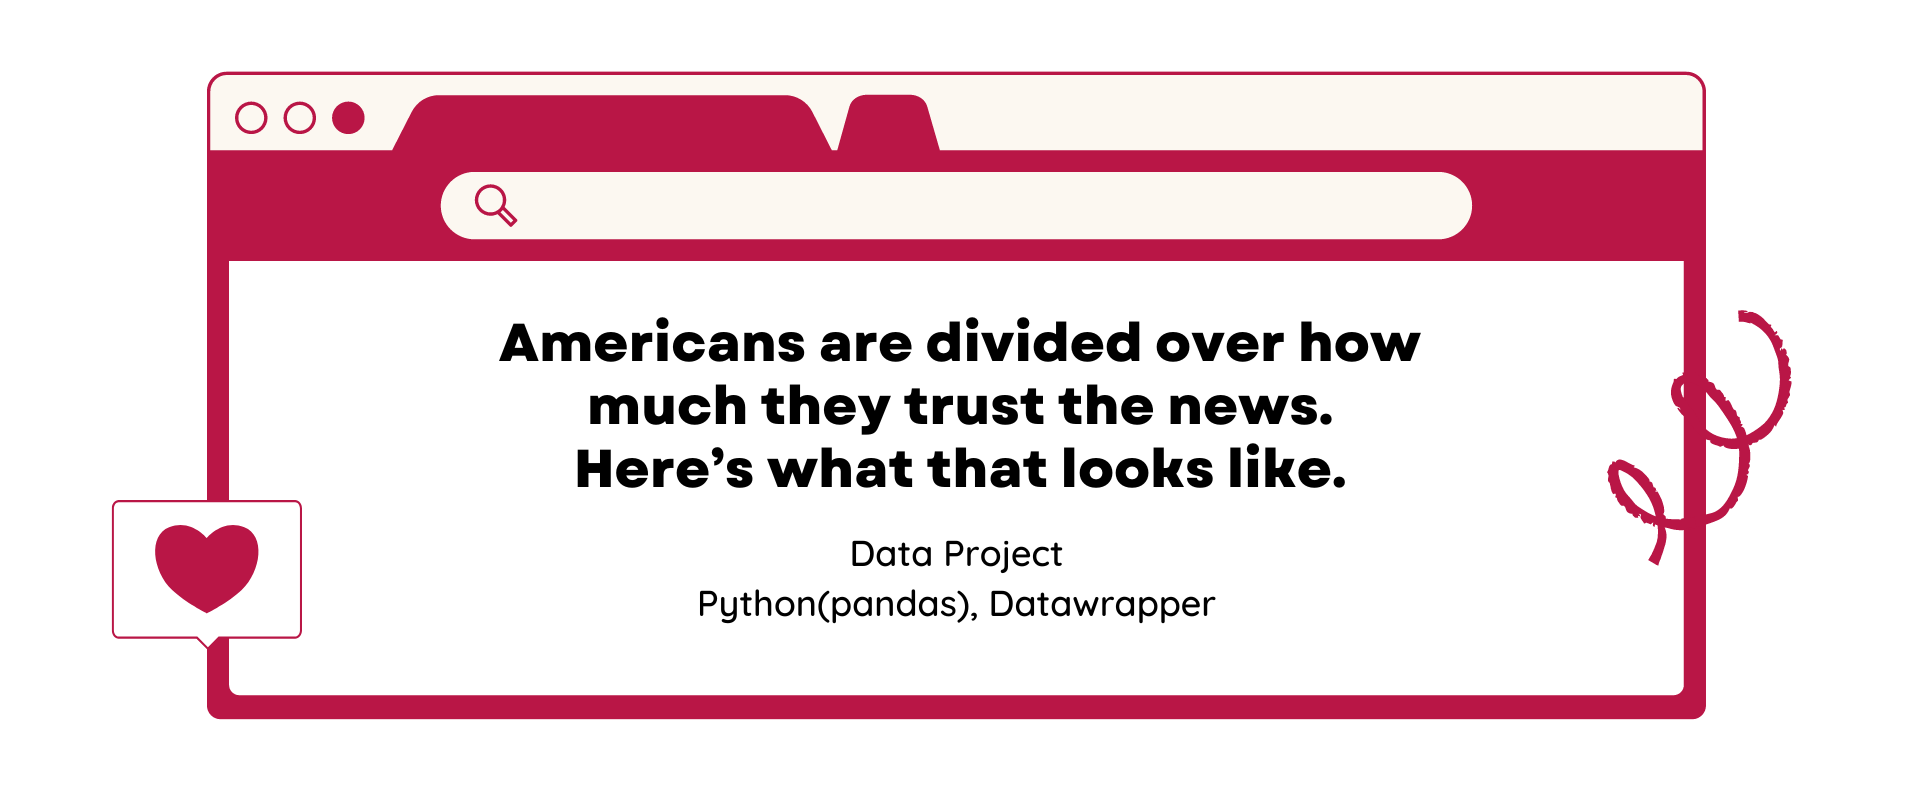 Americans are divided over how
much they trust the news.
Here’s what that looks like.
Data Project
Python(pandas), Datawrapper